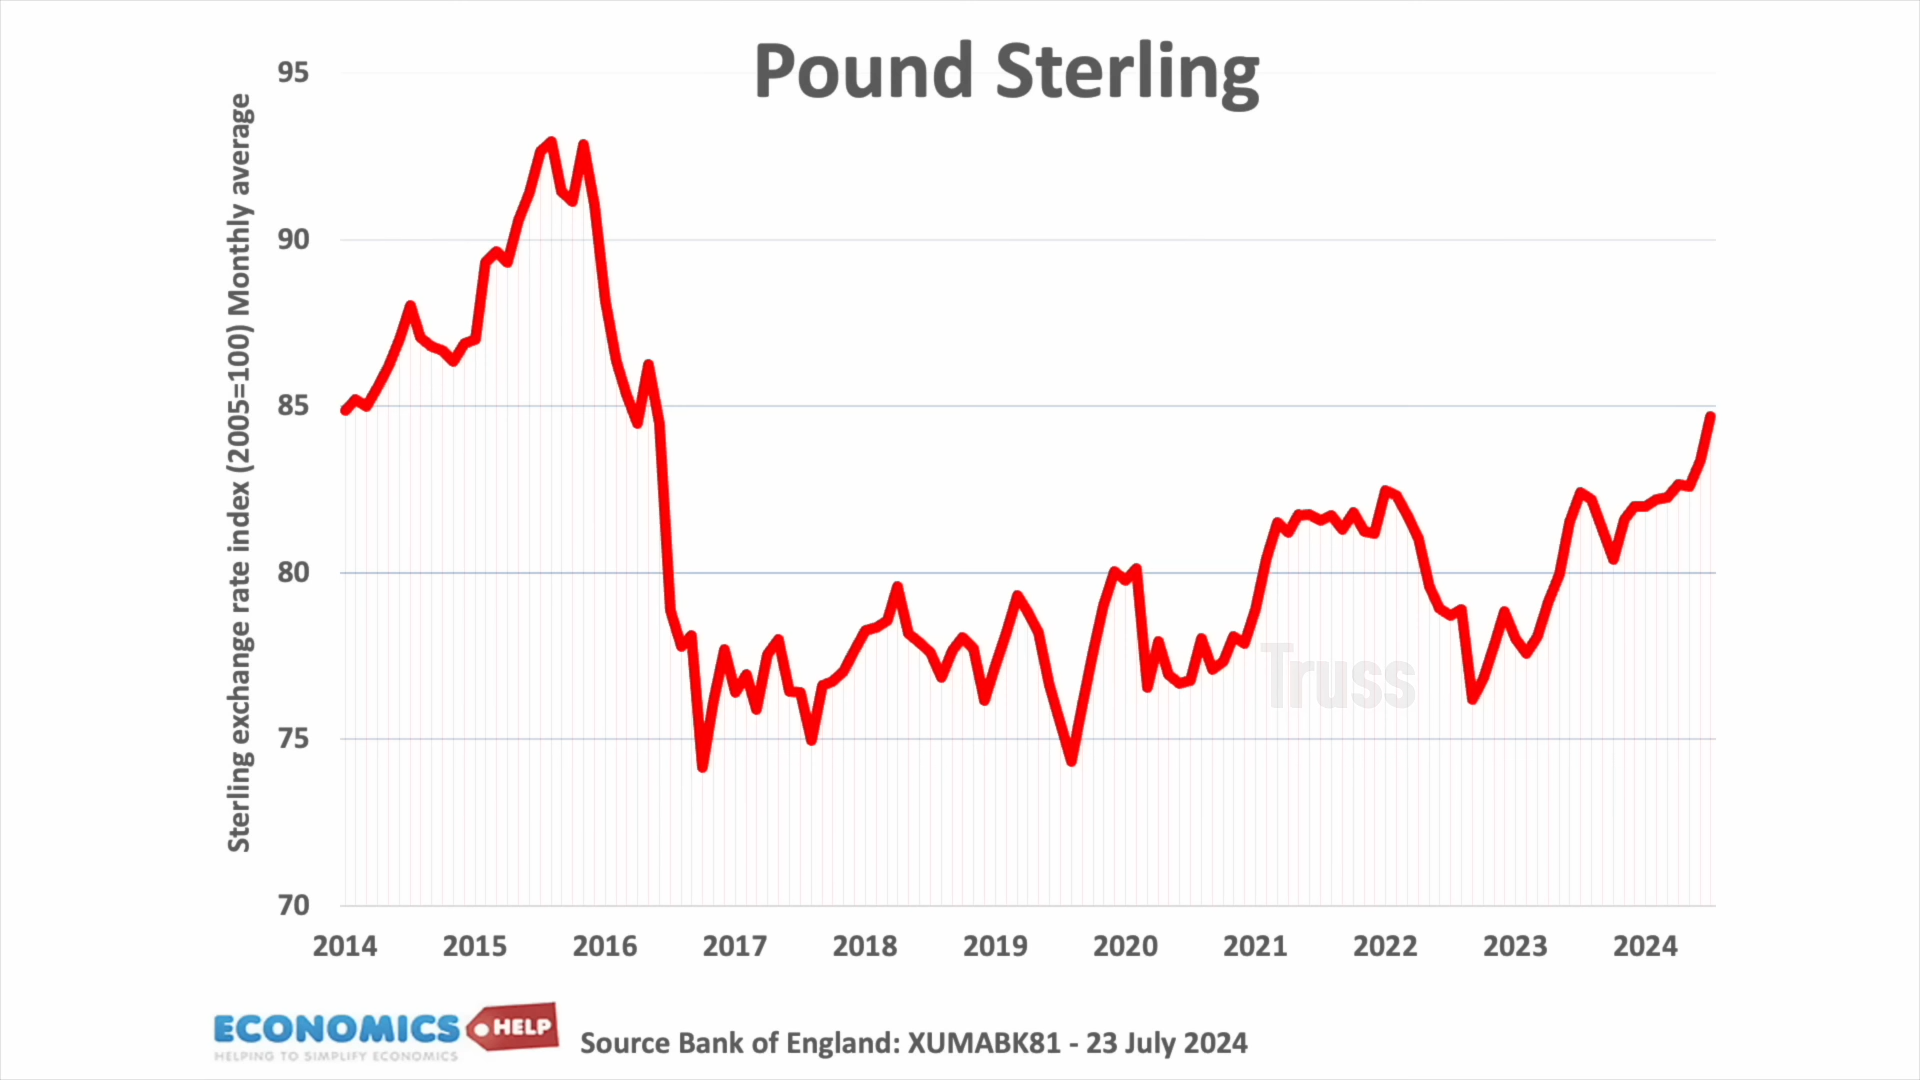 Pound Sterling
Sterling exchange rate index (2005=100) Monthly average
95
90
85
80
75
70
Truss
2014 2015 2016 2017 2018 2019 2020 2021 2022 2023 2024
ECONOMICS HELP
HELPING TO SIMPLIFY ECONOMICS
Source Bank of England: XUMABK81 - 23 July 2024